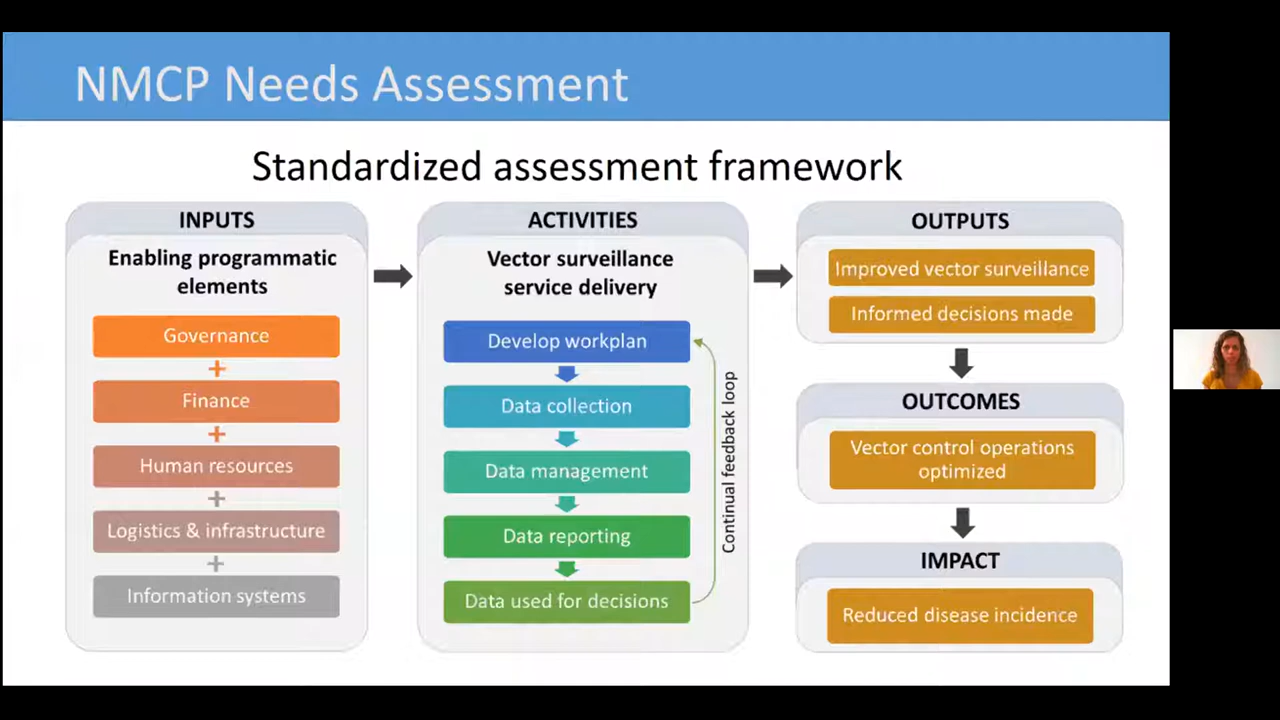 NMCP Needs Assessment
Standardized assessment framework
INPUTS
Enabling programmatic
elements
Governance
+
Finance
+
Human resources
+
Logistics & infrastructure
+
Information systems
ACTIVITIES
Vector surveillance
service delivery
Develop workplan
Data collection
Data management
Data reporting
Data used for decisions
Continual feedback loop
OUTPUTS
Improved vector surveillance
Informed decisions made
OUTCOMES
Vector control operations
optimized
IMPACT
Reduced disease incidence